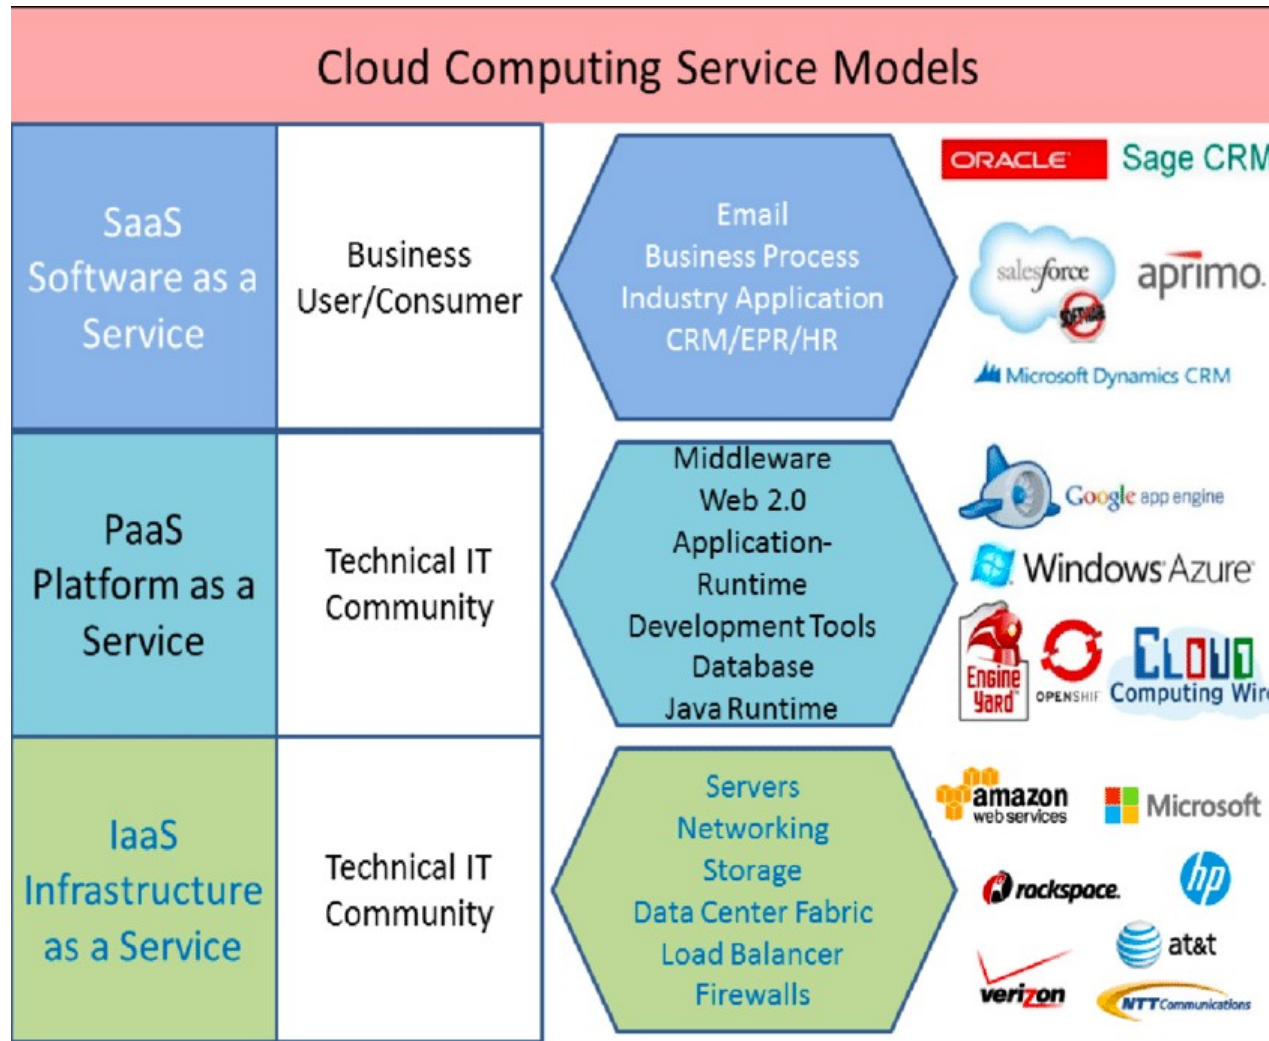 Cloud Computing Service Models
SaaS
Software as a
Service
Business
User/Consumer
Email
Business Process
Industry Application
CRM/EPR/HR
ORACLE
Sage CRM
salesforce
SOFTWARE
aprimo.
Microsoft Dynamics CRM
PaaS
Platform as a
Service
Technical IT
Community
Middleware
Web 2.0
Application-
Runtime
Development Tools
Database
Java Runtime
Google app engine
Windows Azure
Engine
Yard™
OPENSHIF
CLOUD
Computing Wire
IaaS
Infrastructure
as a Service
Technical IT
Community
Servers
Networking
Storage
Data Center Fabric
Load Balancer
Firewalls
amazon
web services
Microsoft
rackspace.
hp
at&t
verizon
NTT Communications